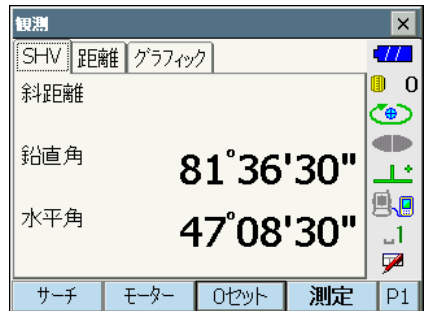 観測
SHV 距離 グラフィック
斜距離
0
鉛直角 81°36'30"
水平角 47°08'30"
1
サーチ モーター 0セット 測定 P1